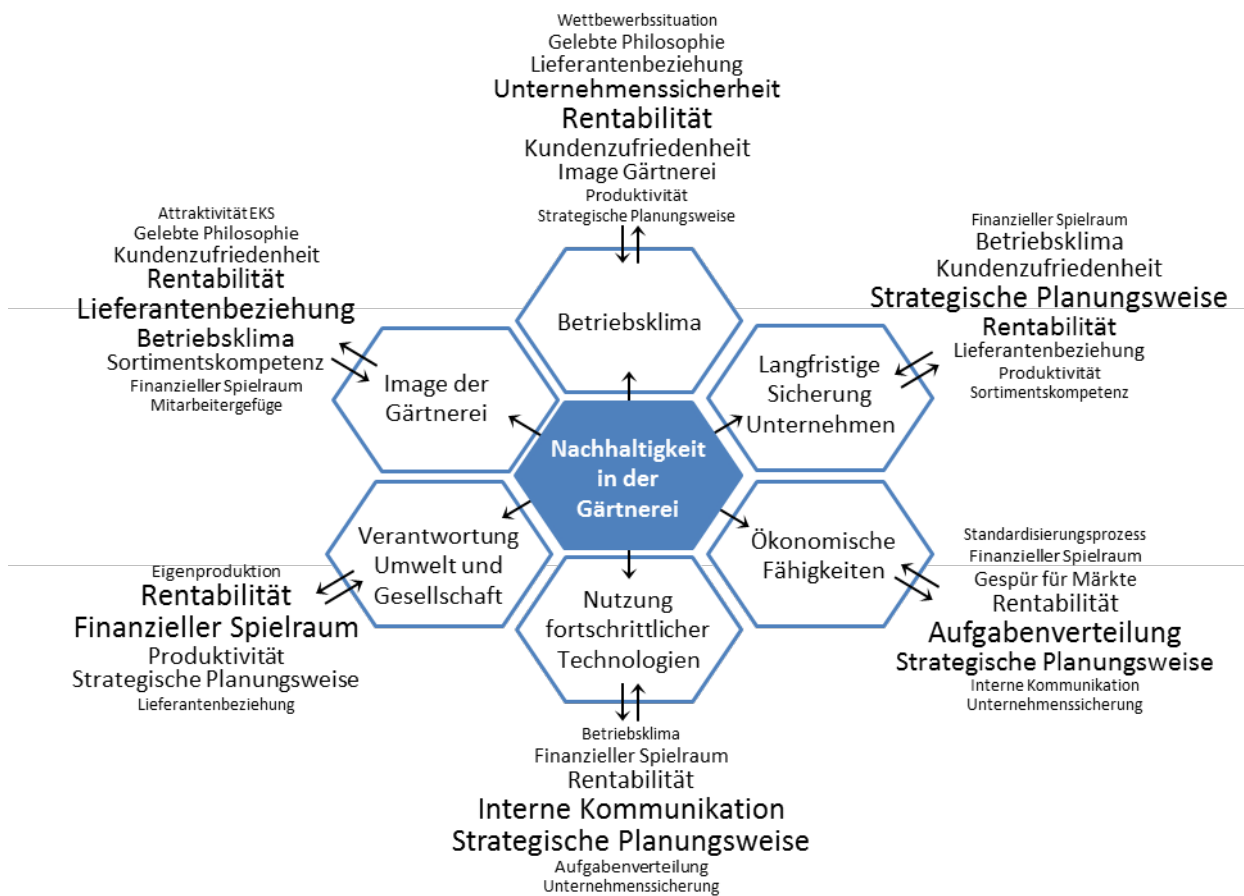 Wettbewerbssituation
Gelebte Philosophie
Lieferantenbeziehung
Unternehmenssicherheit
Rentabilität
Kundenzufriedenheit
Image Gärtnerei
Produktivität
Strategische Planungsweise
Attraktivität EKS
Gelebte Philosophie
Kundenzufriedenheit
Rentabilität
Lieferantenbeziehung
Betriebsklima
Sortimentskompetenz
Finanzieller Spielraum
Mitarbeitergefüge
Finanzieller Spielraum
Betriebsklima
Kundenzufriedenheit
Strategische Planungsweise
Rentabilität
Lieferantenbeziehung
Produktivität
Sortimentskompetenz
Betriebsklima
Image der
Gärtnerei
Langfristige
Sicherung
Unternehmen
Nachhaltigkeit
in der
Gärtnerei
Verantwortung
Umwelt und
Gesellschaft
Ökonomische
Fähigkeiten
Nutzung
fortschrittlicher
Technologien
Eigenproduktion
Rentabilität
Finanzieller Spielraum
Produktivität
Strategische Planungsweise
Lieferantenbeziehung
Standardisierungsprozess
Finanzieller Spielraum
Gespür für Märkte
Rentabilität
Aufgabenverteilung
Strategische Planungsweise
Interne Kommunikation
Unternehmenssicherung
Betriebsklima
Finanzieller Spielraum
Rentabilität
Interne Kommunikation
Strategische Planungsweise
Aufgabenverteilung
Unternehmenssicherung